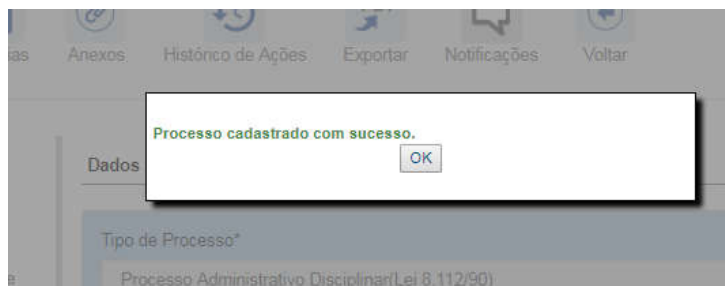 Anexos Histórico de Ações Exportar Notificações Voltar
Processo cadastrado com sucesso.
OK
Dados
Tipo de Processo*
Processo Administrativo Disciplinar(Lei 8.112/90)